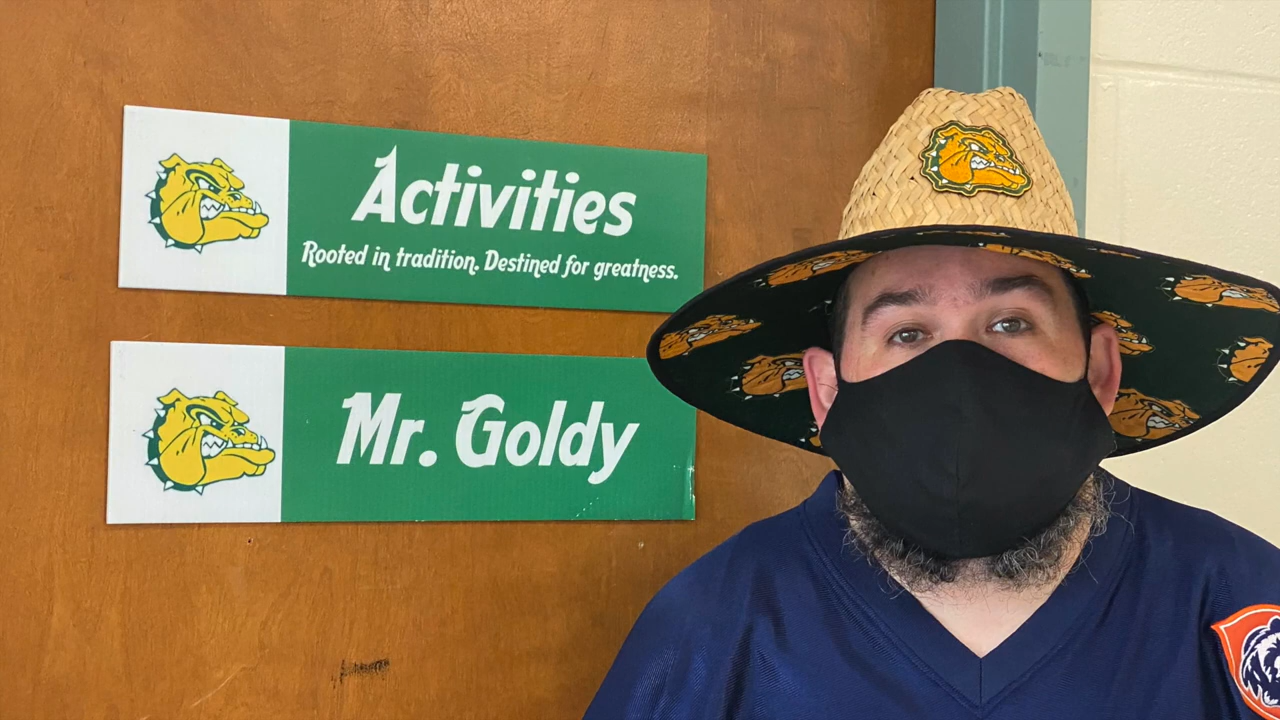 Activities
Rooted in tradition. Destined for greatness.
Mr. Goldy